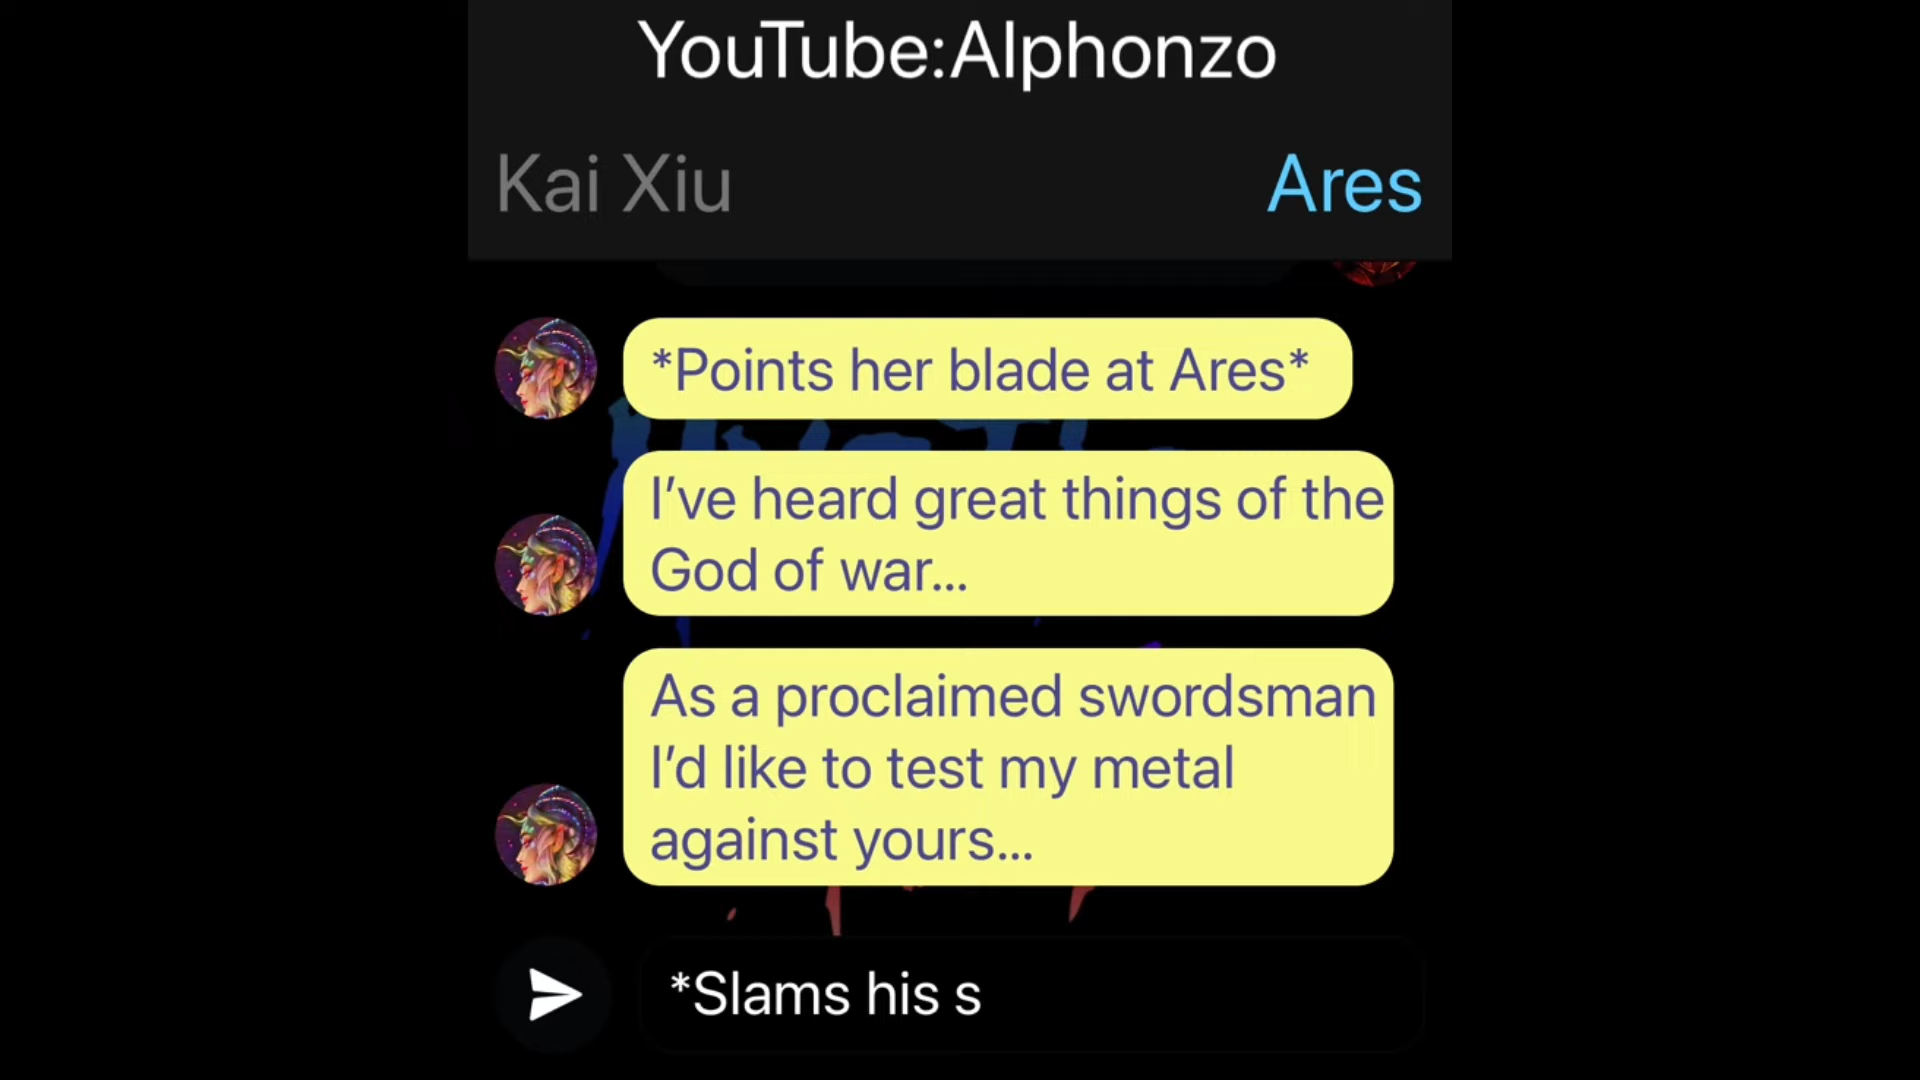 YouTube:Alphonzo
Kai Xiu
Ares
*Points her blade at Ares*
I’ve heard great things of the
God of war...
As a proclaimed swordsman
I’d like to test my metal
against yours...
*Slams his s